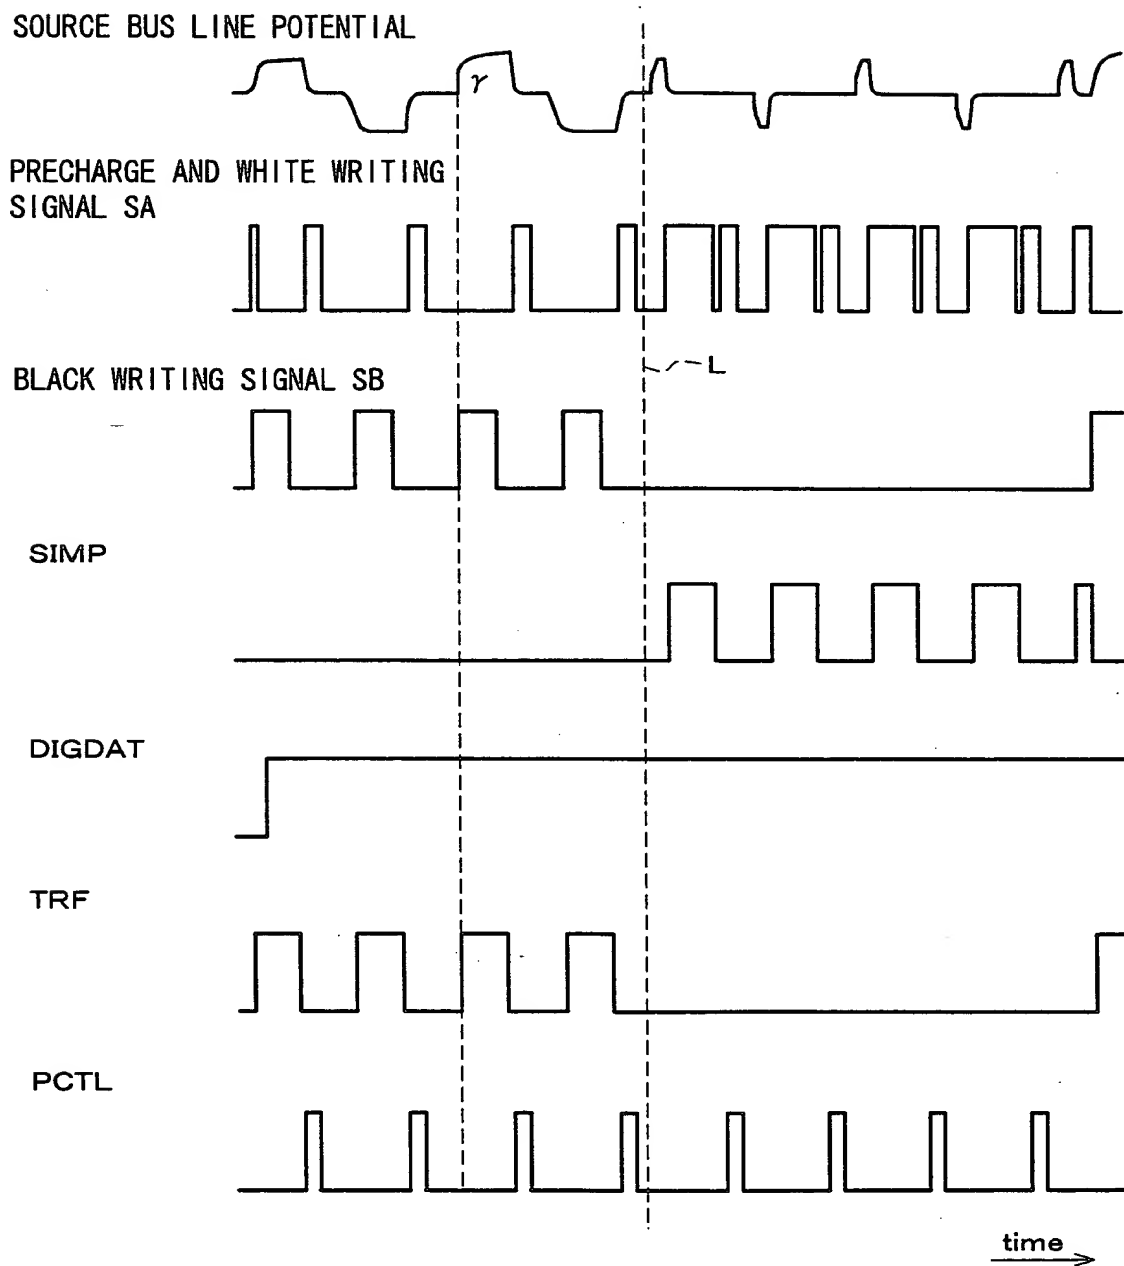 SOURCE BUS LINE POTENTIAL
γ
PRECHARGE AND WHITE WRITING
SIGNAL SA
L
BLACK WRITING SIGNAL SB
SIMP
DIGDAT
TRF
PCTL
time